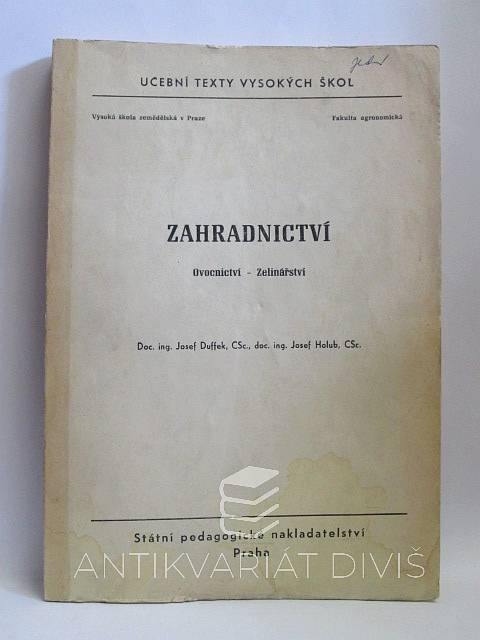 UČEBNÍ TEXTY VYSOKÝCH ŠKOL
Vysoká škola zemědělská v Praze Fakulta agronomická
ZAHRADNICTVÍ
Ovocnictví - Zelinářství
Doc. ing. Josef Duffek, CSc., doc. ing. Josef Holub, CSc.
Státní pedagogické nakladatelství
Praha
ANTIKVARIÁT DIVIŠ